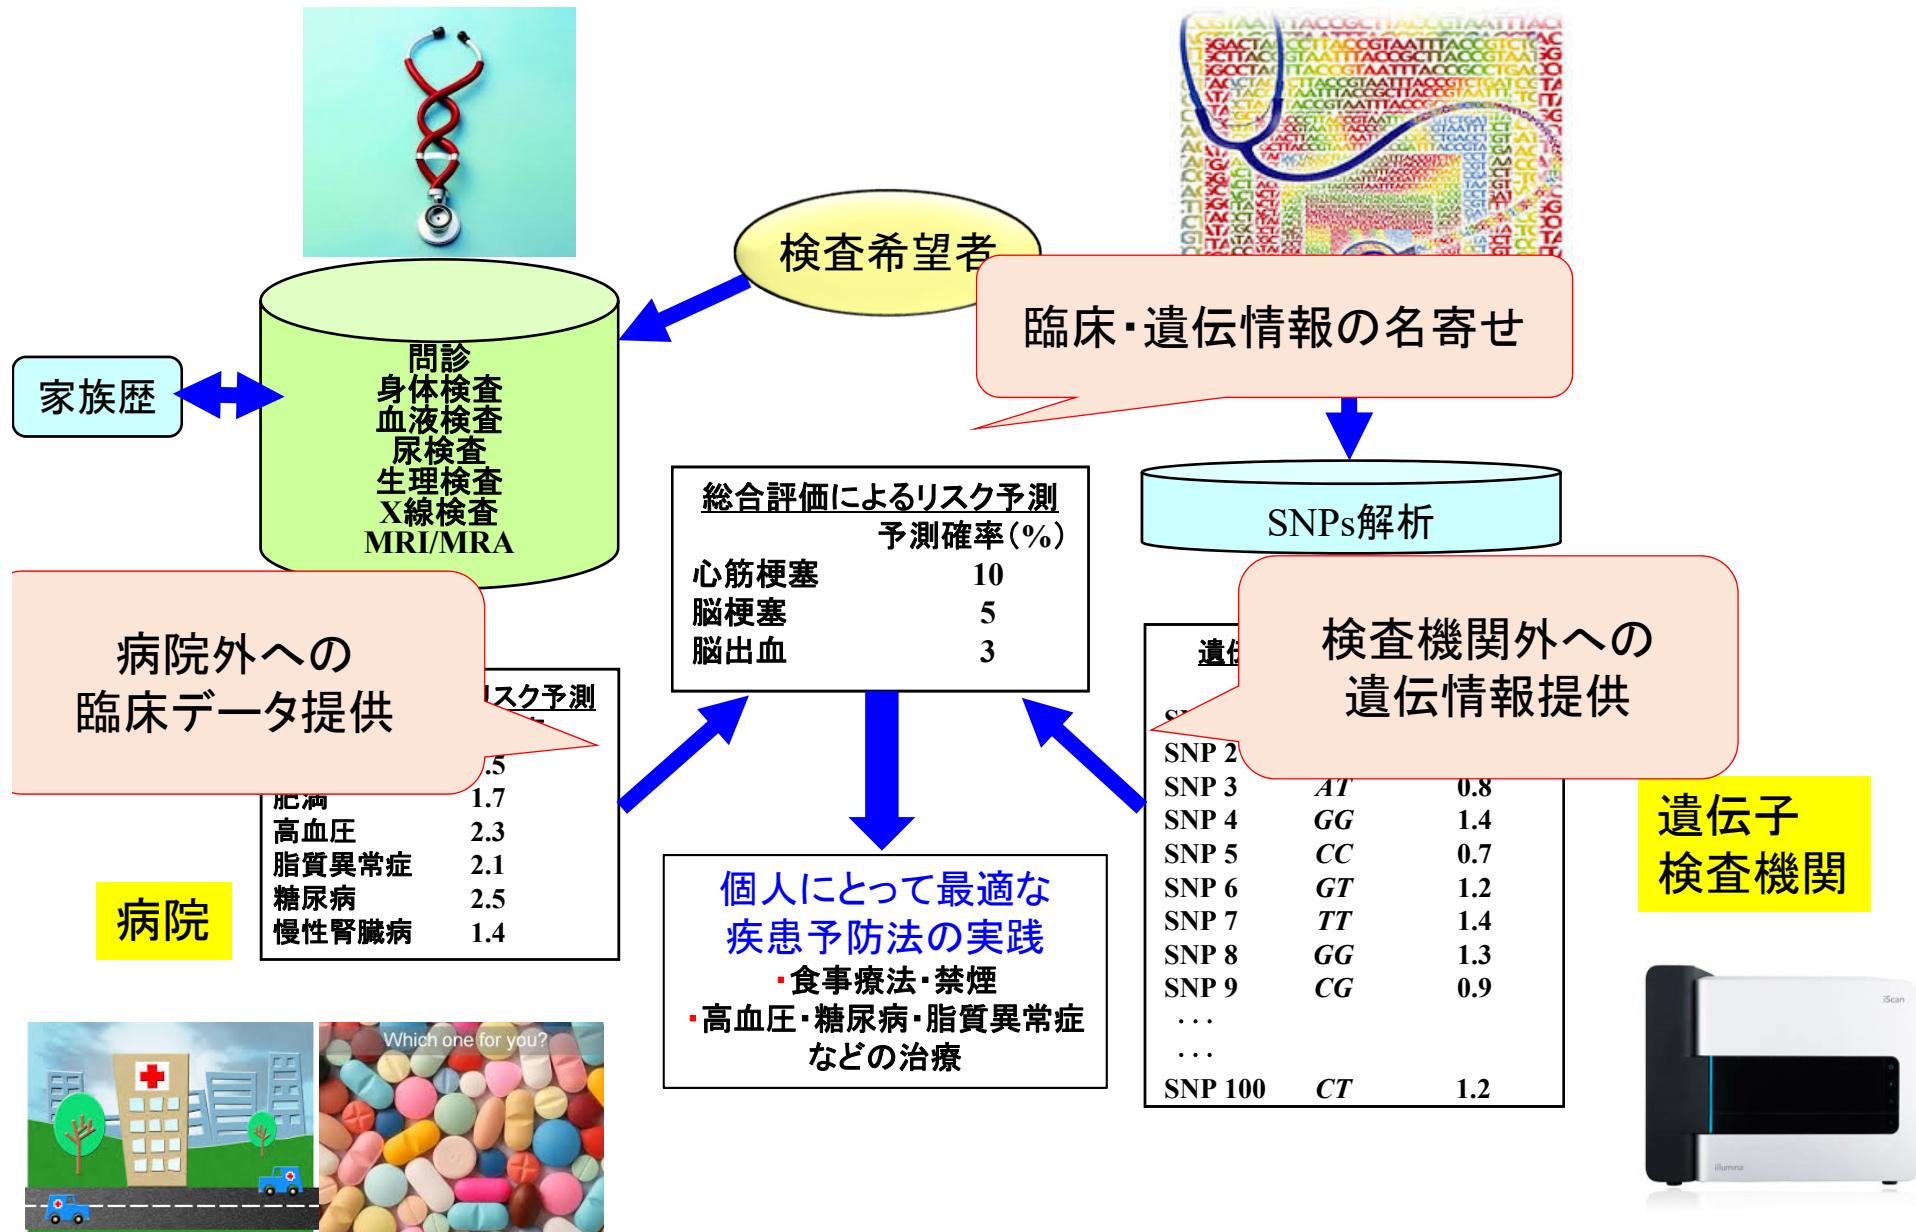 検査希望者
臨床・遺伝情報の名寄せ
家族歴
問診
身体検査
血液検査
尿検査
生理検査
X線検査
MRI/MRA
総合評価によるリスク予測
予測確率(%)
心筋梗塞 10
脳梗塞 5
脳出血 3
SNPs解析
病院外への
臨床データ提供
リスク予測
.5
肥満 1.7
高血圧 2.3
脂質異常症 2.1
糖尿病 2.5
慢性腎臓病 1.4
病院
検査機関外への
遺伝情報提供
遺伝
SNP 2
SNP 3 AT 0.8
SNP 4 GG 1.4
SNP 5 CC 0.7
SNP 6 GT 1.2
SNP 7 TT 1.4
SNP 8 GG 1.3
SNP 9 CG 0.9
...
...
SNP 100 CT 1.2
遺伝子
検査機関
個人にとって最適な
疾患予防法の実践
・食事療法・禁煙
・高血圧・糖尿病・脂質異常症
などの治療
Which one for you?
iScan
illumina